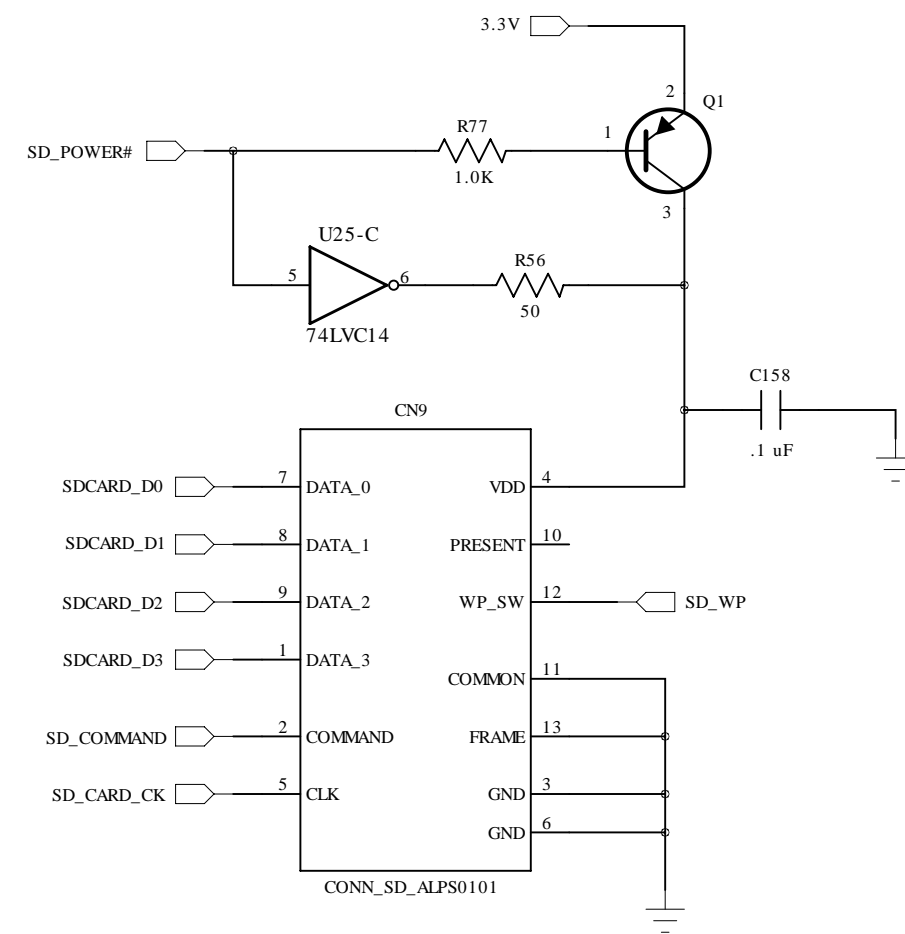 3.3V
2
Q1
R77
1
SD_POWER#
1.0K
3
U25-C
R56
5
6
50
74LVC14
C158
CN9
.1 uF
SDCARD_D0
7
DATA_0
VDD
4
SDCARD_D1
8
DATA_1
PRESENT
10
SDCARD_D2
9
DATA_2
WP_SW
12
SD_WP
SDCARD_D3
1
DATA_3
COMMON
11
SD_COMMAND
2
COMMAND
FRAME
13
SD_CARD_CK
5
CLK
GND
3
GND
6
CONN_SD_ALPS0101